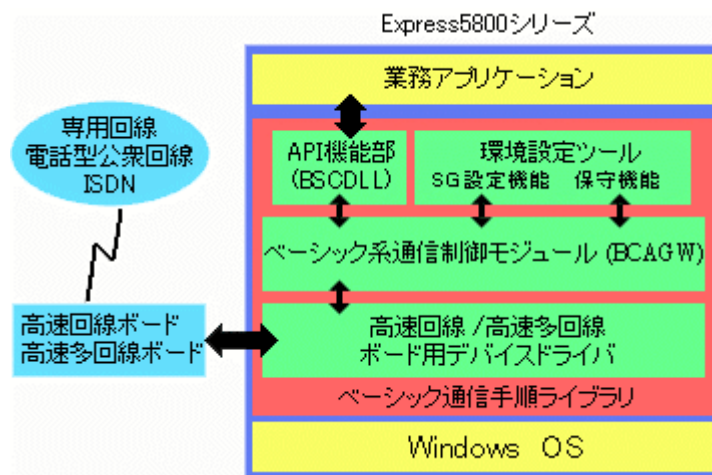 Express5800シリーズ
業務アプリケーション
専用回線
電話型公衆回線
ISDN
API機能部
(BSCDLL)
環境設定ツール
SG設定機能 保守機能
ベーシック系通信制御モジュール (BCAGW)
高速回線ボード
高速多回線ボード
高速回線/高速多回線
ボード用デバイスドライバ
ベーシック通信手順ライブラリ
Windows OS